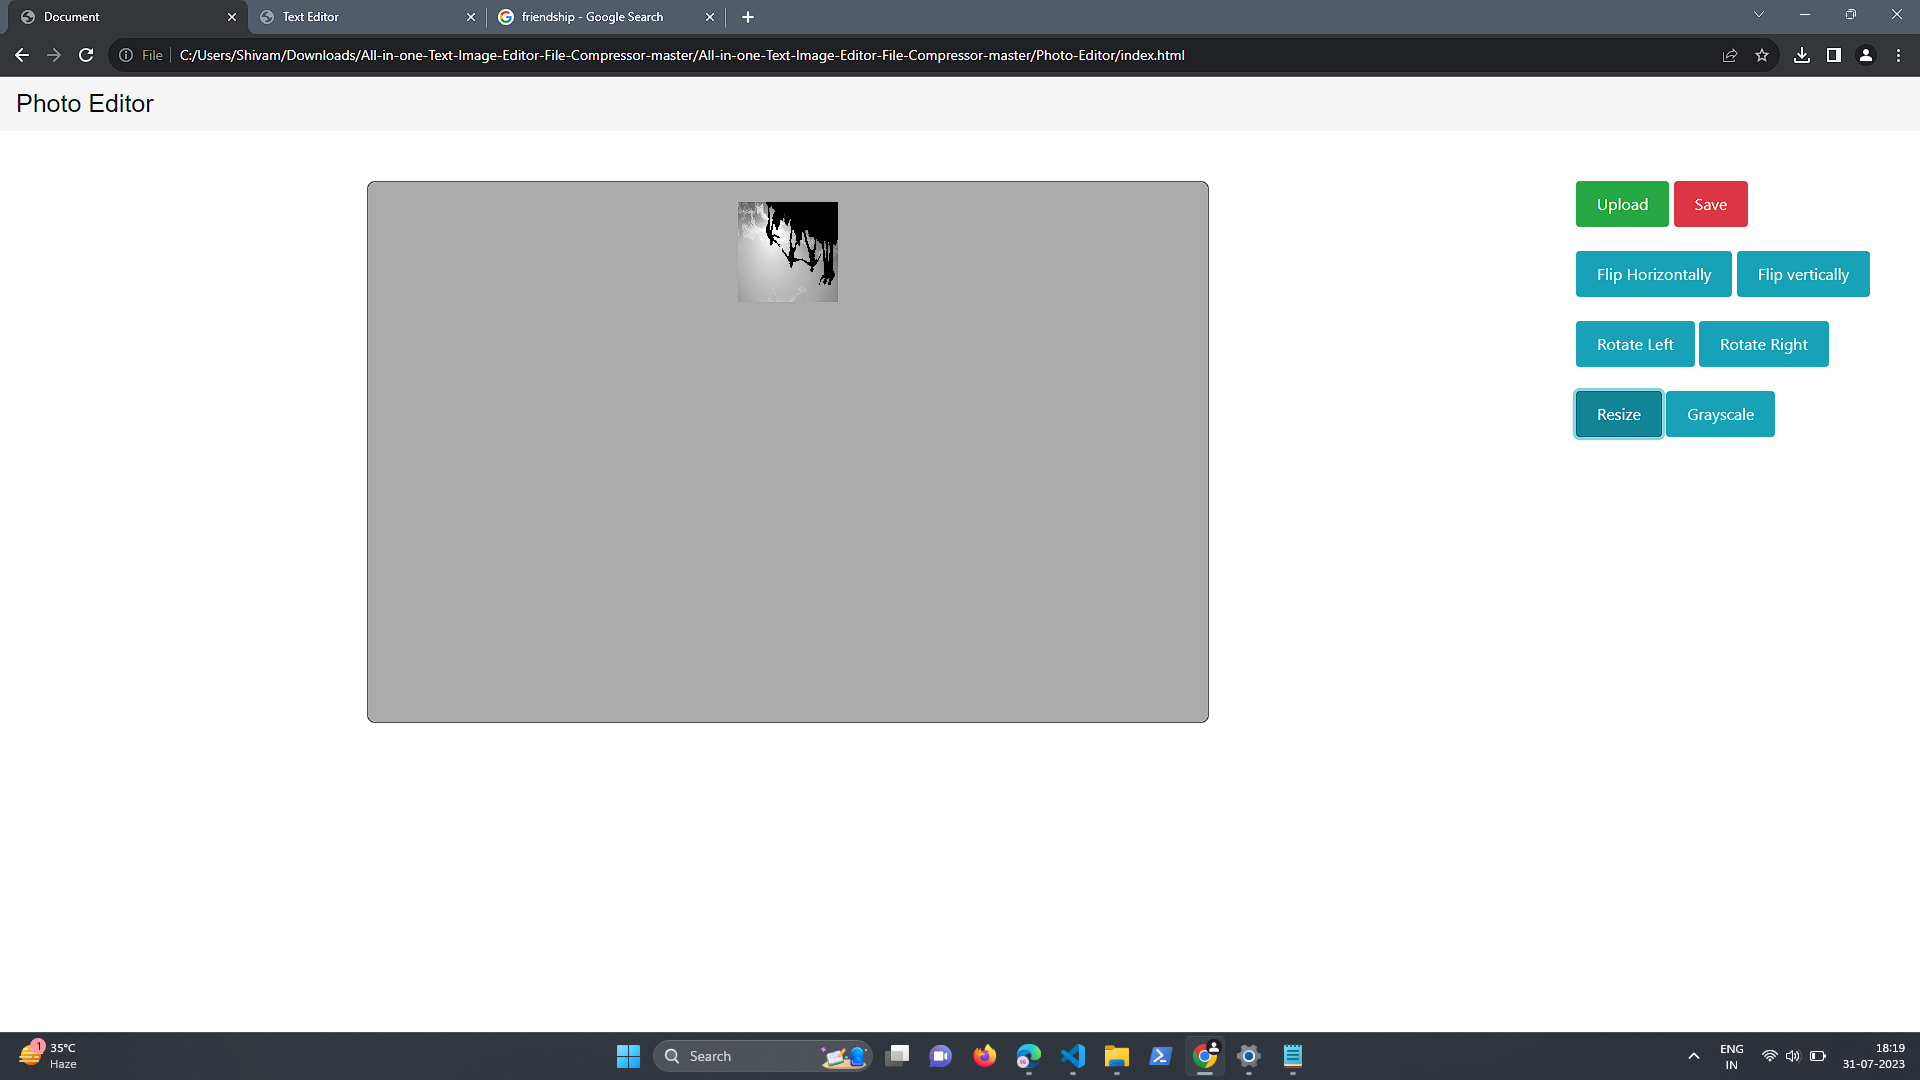 Document
Text Editor
friendship - Google Search
File
C:/Users/Shivam/Downloads/All-in-one-Text-Image-Editor-File-Compressor-master/All-in-one-Text-Image-Editor-File-Compressor-master/Photo-Editor/index.html
Photo Editor
Upload
Save
Flip Horizontally
Flip vertically
Rotate Left
Rotate Right
Resize
Grayscale
1
35°C
Haze
Search
ENG
IN
18:19
31-07-2023